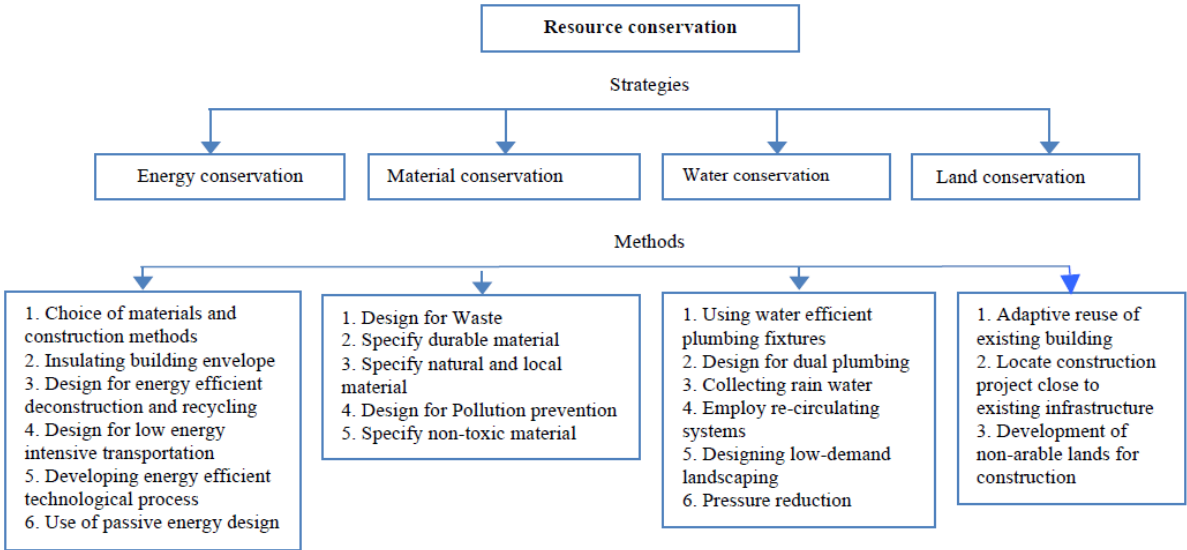 Resource conservation
Strategies
Energy conservation
Material conservation
Water conservation
Land conservation
Methods
1. Choice of materials and
construction methods
2. Insulating building envelope
3. Design for energy efficient
deconstruction and recycling
4. Design for low energy
intensive transportation
5. Developing energy efficient
technological process
6. Use of passive energy design
1. Design for Waste
2. Specify durable material
3. Specify natural and local
material
4. Design for Pollution prevention
5. Specify non-toxic material
1. Using water efficient
plumbing fixtures
2. Design for dual plumbing
3. Collecting rain water
4. Employ re-circulating
systems
5. Designing low-demand
landscaping
6. Pressure reduction
1. Adaptive reuse of
existing building
2. Locate construction
project close to
existing infrastructure
3. Development of
non-arable lands for
construction